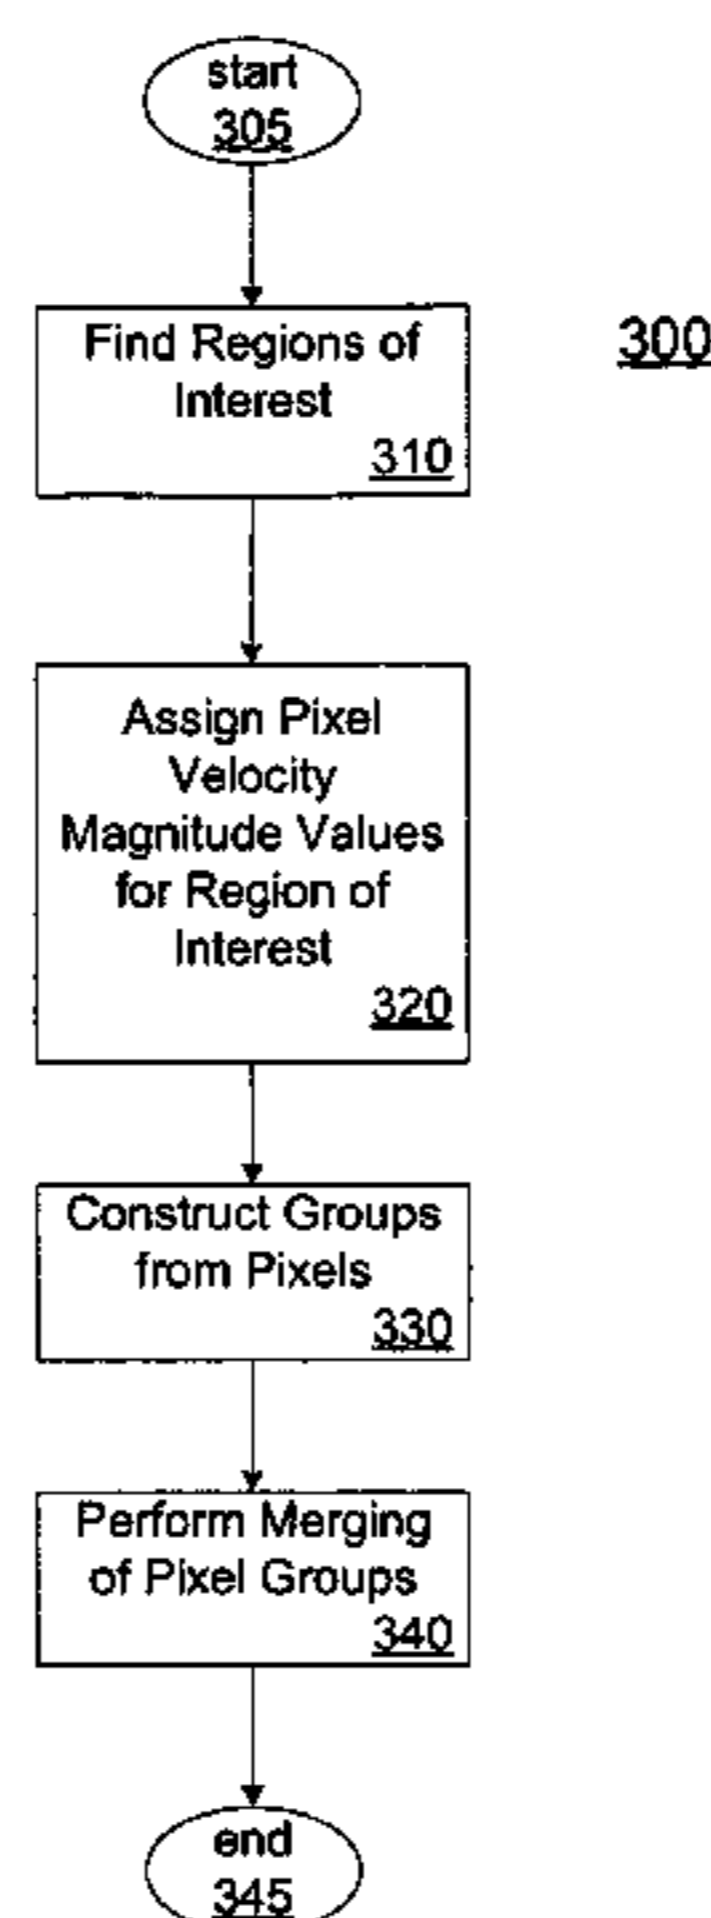 start
305
300
Find Regions of
Interest
310
Assign Pixel
Velocity
Magnitude Values
for Region of
Interest
320
Construct Groups
from Pixels
330
Perform Merging
of Pixel Groups
340
end
345